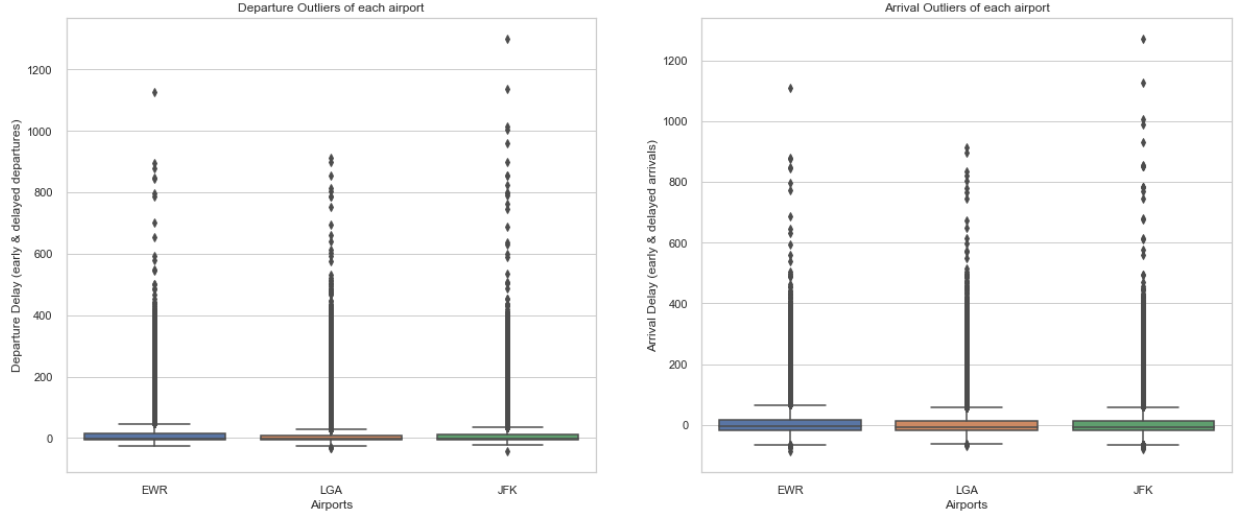 Departure Outliers of each airport
1200
1000
800
600
400
200
0
Departure Delay (early & delayed departures)
EWR
LGA
JFK
Airports
Arrival Outliers of each airport
1200
1000
800
600
400
200
0
Arrival Delay (early & delayed arrivals)
EWR
LGA
JFK
Airports